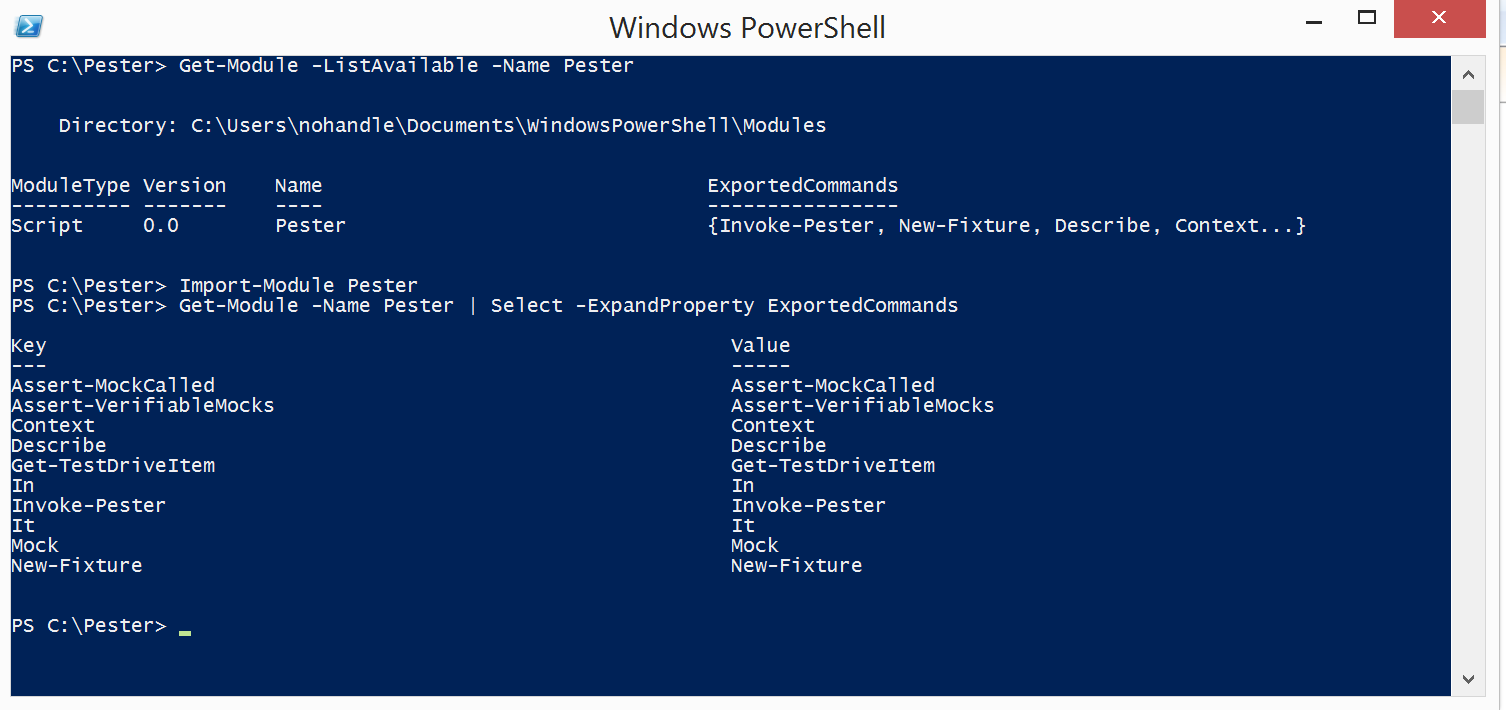 Windows PowerShell
PS C:\Pester> Get-Module -ListAvailable -Name Pester
Directory: C:\Users\nohandle\Documents\WindowsPowerShell\Modules
ModuleType Version    Name                                ExportedCommands
---------- -------    ----                                ----------------
Script     0.0        Pester                              {Invoke-Pester, New-Fixture, Describe, Context...}
PS C:\Pester> Import-Module Pester
PS C:\Pester> Get-Module -Name Pester | Select -ExpandProperty ExportedCommands
Key                                                         Value
---                                                         -----
Assert-MockCalled                                           Assert-MockCalled
Assert-VerifiableMocks                                      Assert-VerifiableMocks
Context                                                     Context
Describe                                                    Describe
Get-TestDriveItem                                           Get-TestDriveItem
In                                                          In
Invoke-Pester                                               Invoke-Pester
It                                                          It
Mock                                                        Mock
New-Fixture                                                 New-Fixture
PS C:\Pester>